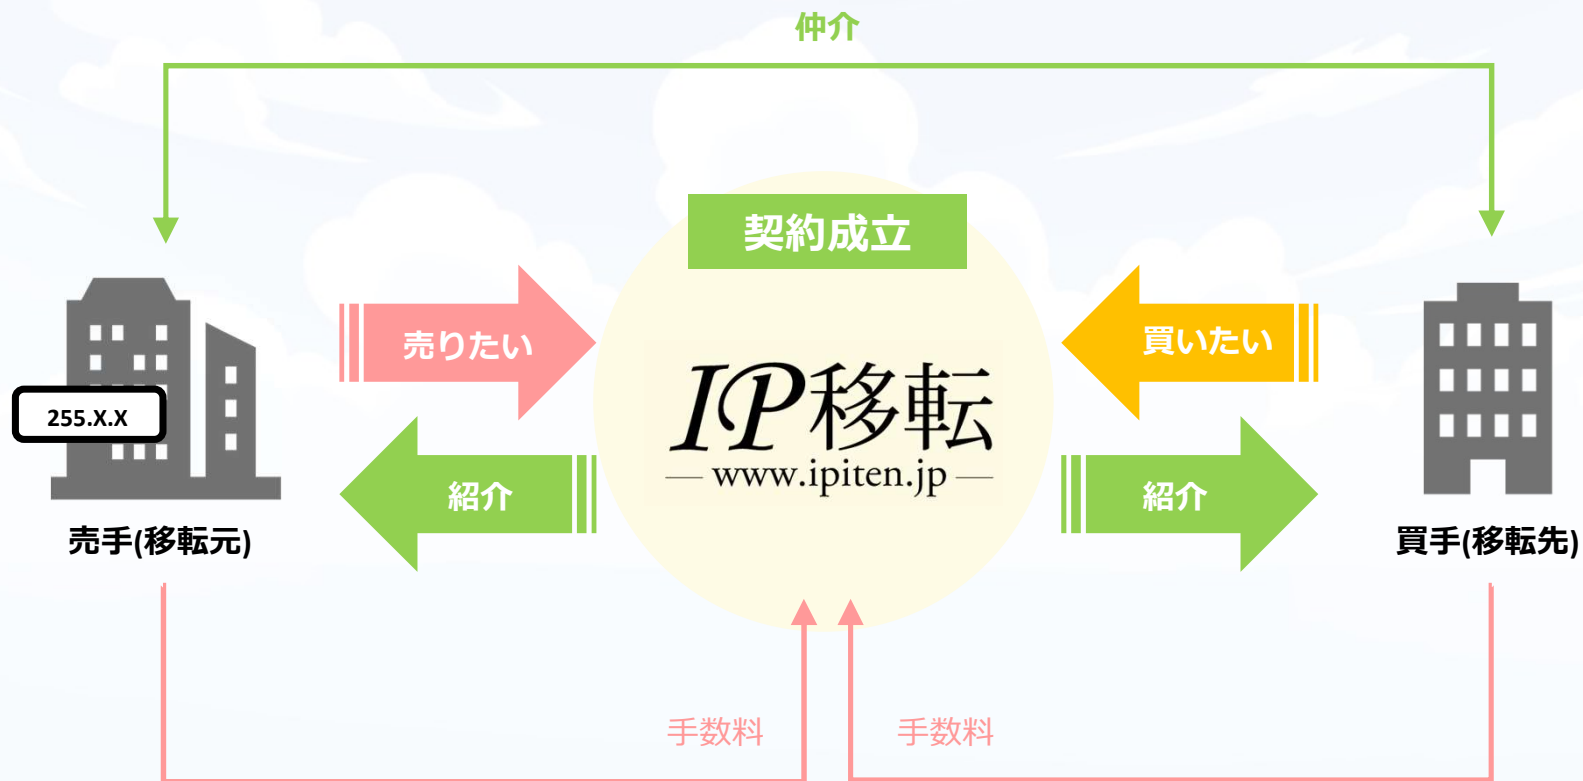 仲介
契約成立
売りたい
買いたい
IP移転
www.ipiten.jp
255.X.X
紹介
紹介
売手(移転元)
買手(移転先)
手数料
手数料